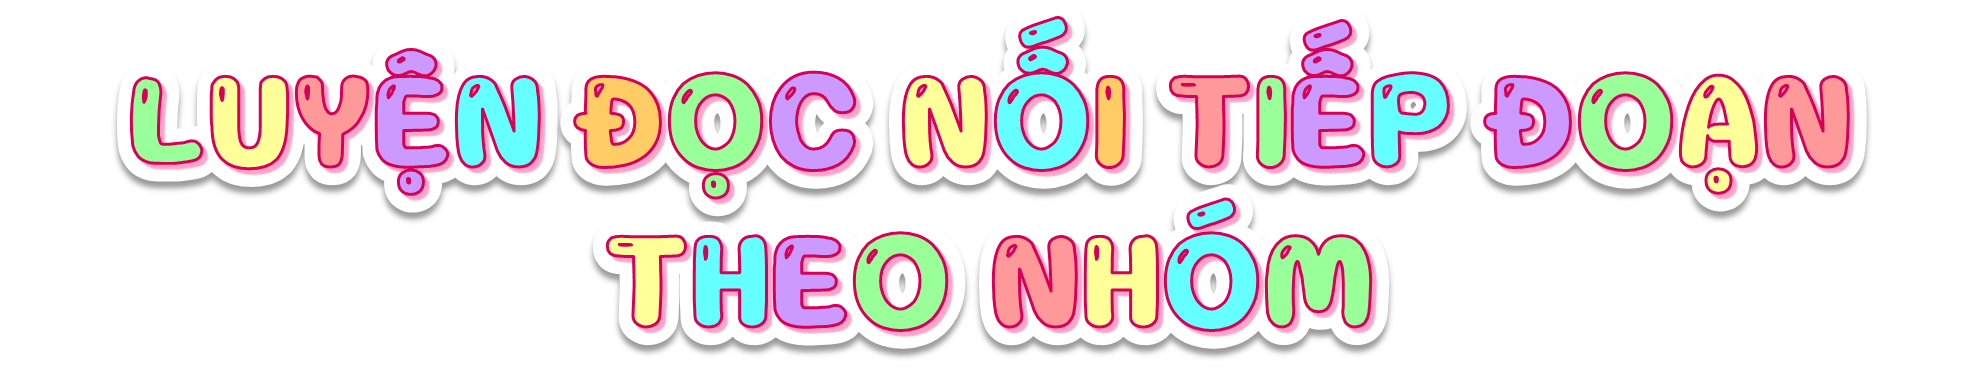 LUYỆN ĐỌC NỐI TIẾP ĐOẠN
THEO NHÓM